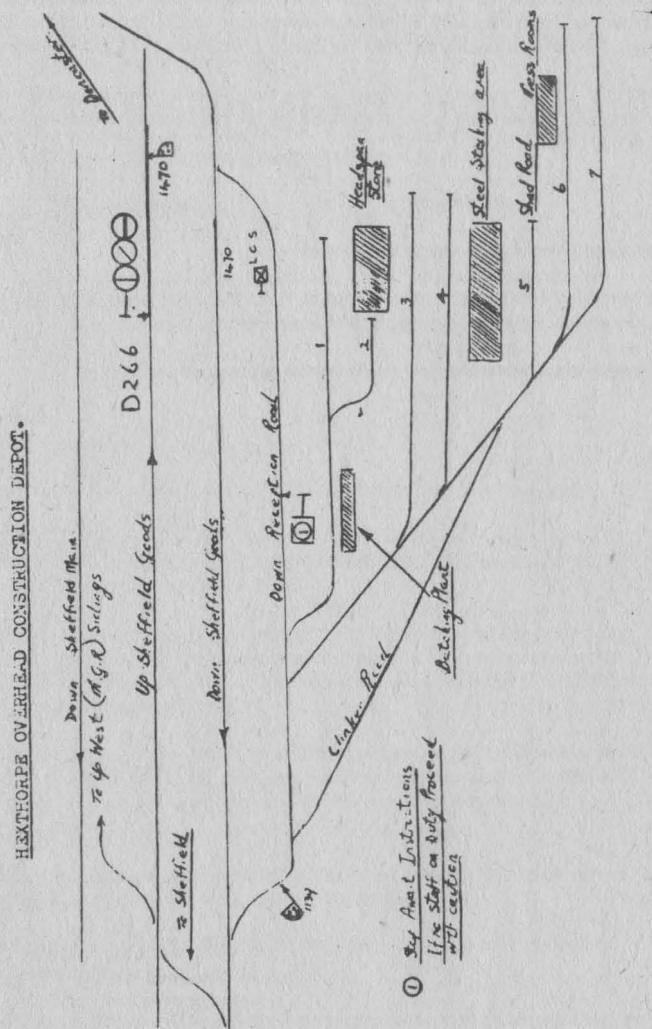 HEXTHORPE OVERHEAD CONSTRUCTION DEPOT.
To Doncaster
Down Sheffield Main
To Up West (M.G.R) Sidings
Up Sheffield Goods
D266
1470
Down Sheffield Goods
1470
To Sheffield
LCS
Down Reception Road
1
1
2
Headspan
Store
3
4
Steel Stacking area
5
Shed Road
Mess Rooms
6
7
Batching Plant
Clinker Road
1134
1 Stop Await Instructions
If no Staff on Duty Proceed
with caution